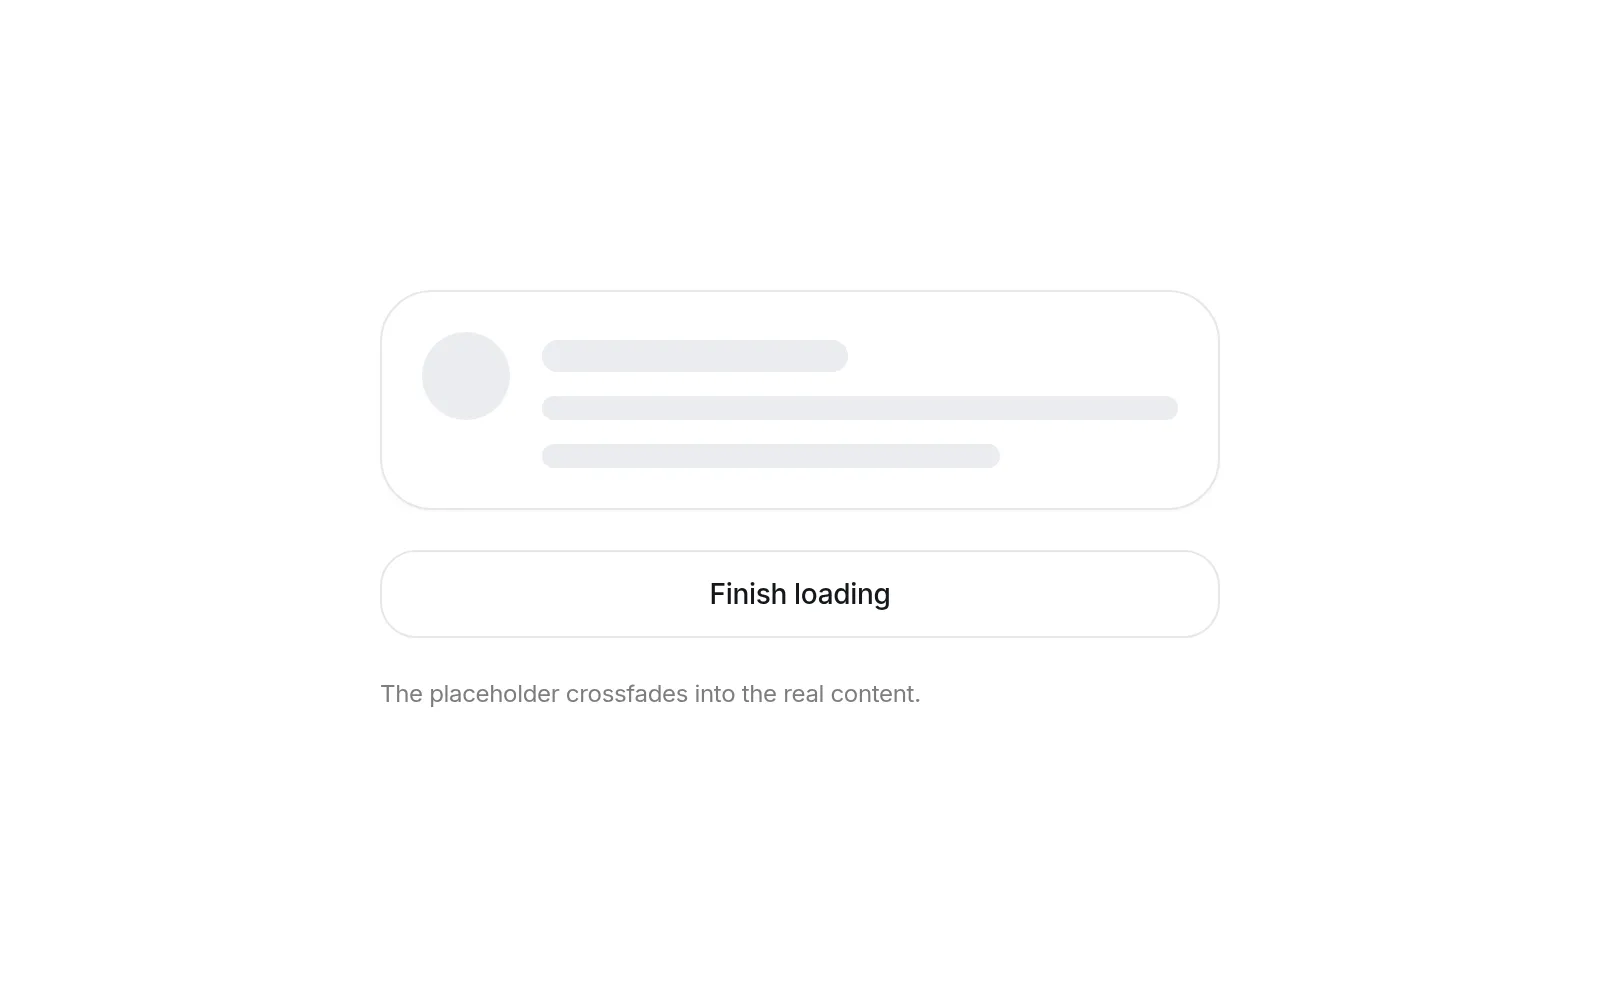 Finish loading
The placeholder crossfades into the real content.